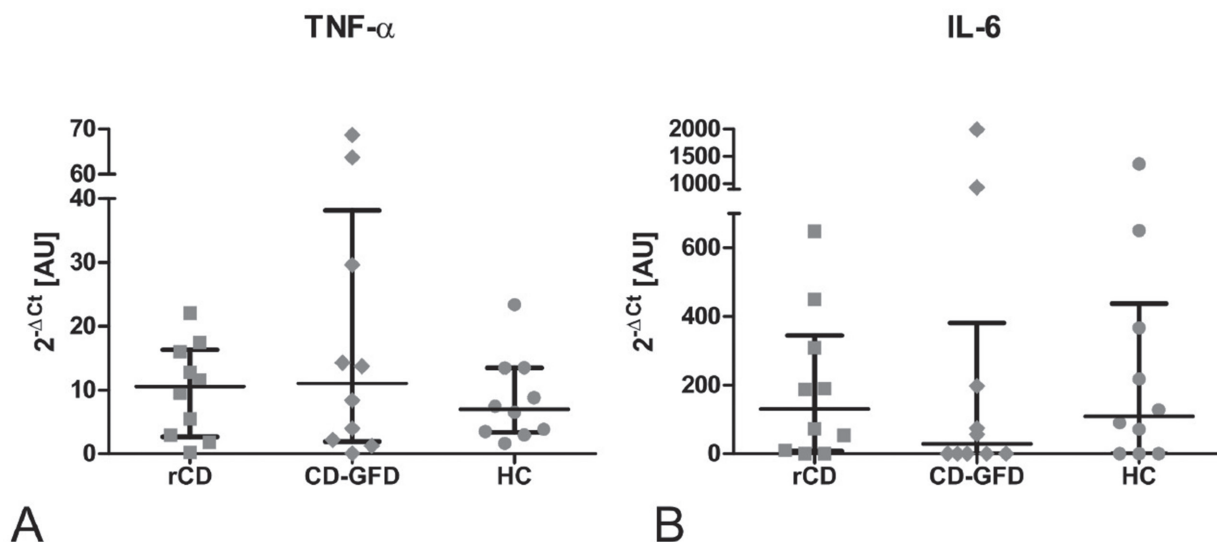 TNF-α
2^-ΔCt [AU]
70
60
40
30
20
10
0
rCD
CD-GFD
HC
A
IL-6
2^-ΔCt [AU]
2000
1500
1000
600
400
200
0
rCD
CD-GFD
HC
B